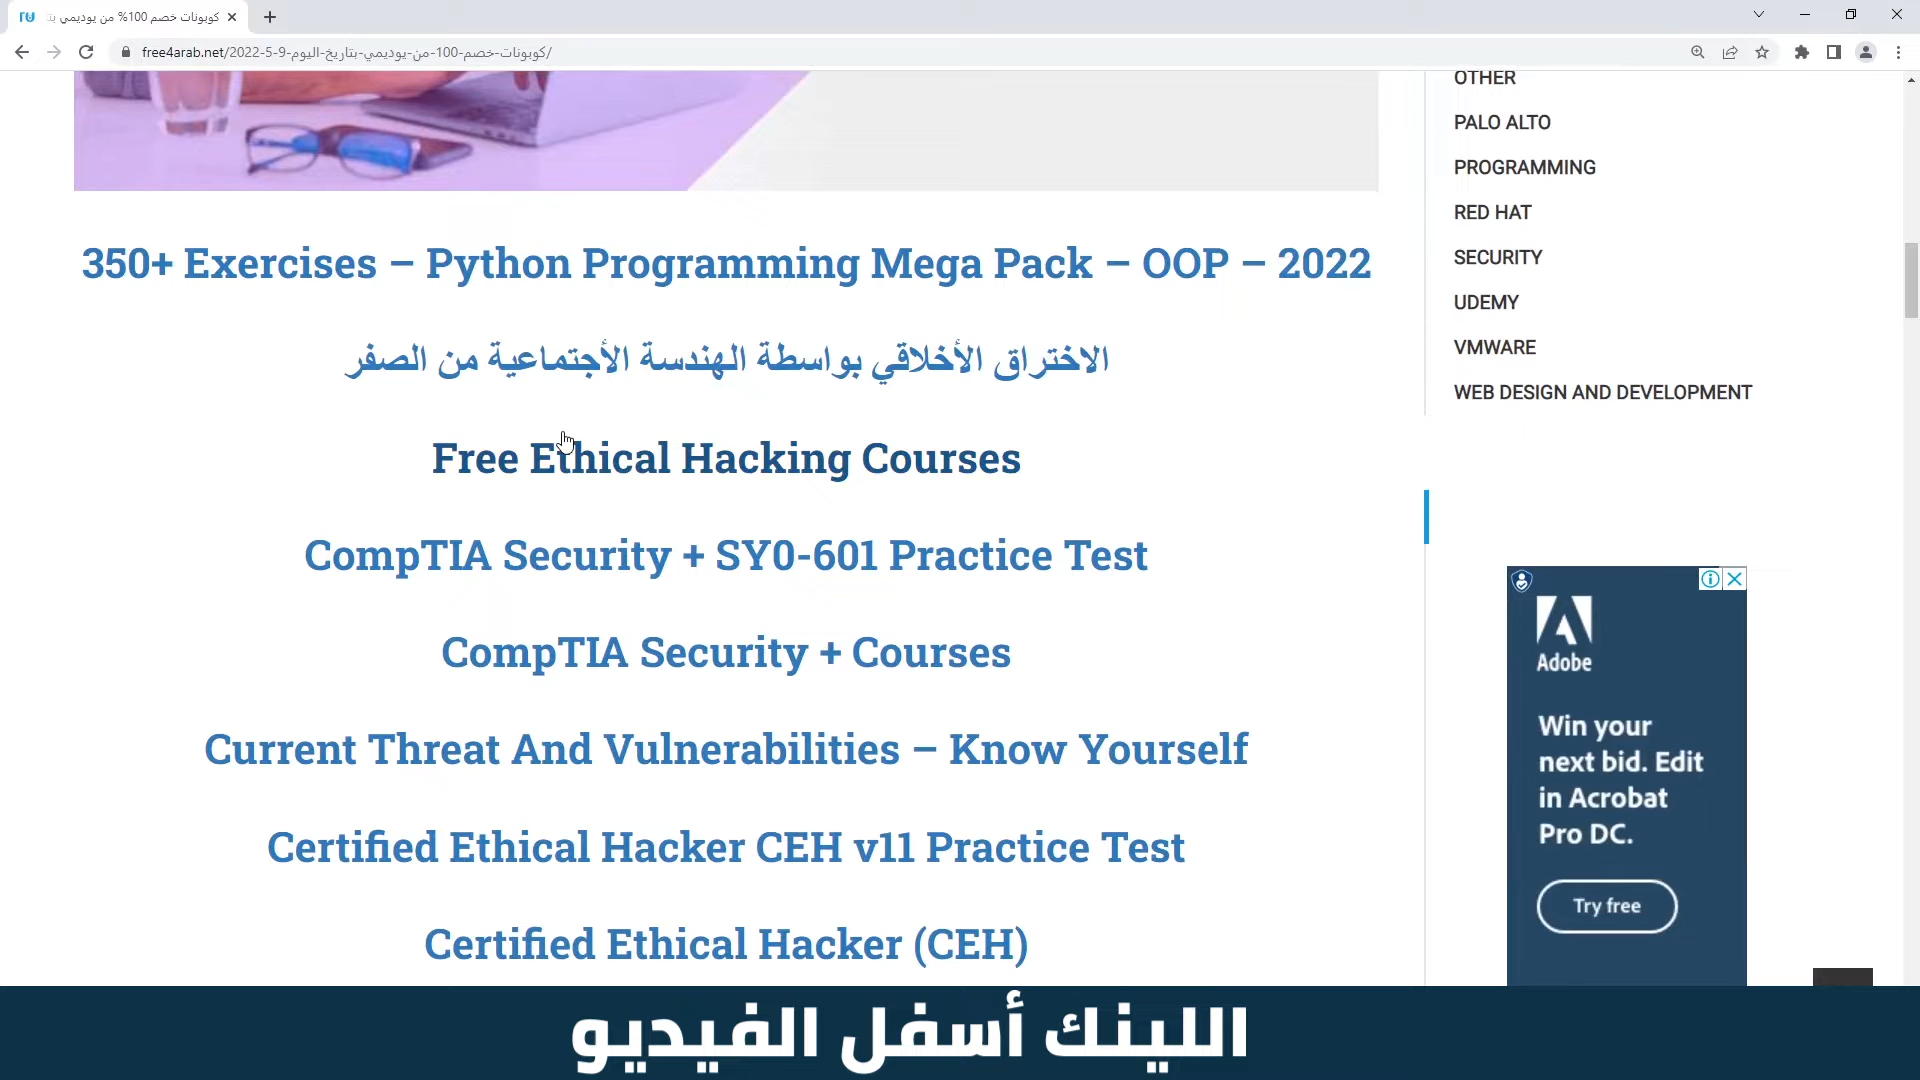 كوبونات خصم 100% من يوديمي بتا
free4arab.net/كوبونات-خصم-100-من-يوديمي-بتاريخ-اليوم-9-5-2022/
350+ Exercises – Python Programming Mega Pack – OOP – 2022
الاختراق الأخلاقي بواسطة الهندسة الأجتماعية من الصفر
Free Ethical Hacking Courses
CompTIA Security + SY0-601 Practice Test
CompTIA Security + Courses
Current Threat And Vulnerabilities – Know Yourself
Certified Ethical Hacker CEH v11 Practice Test
Certified Ethical Hacker (CEH)
OTHER
PALO ALTO
PROGRAMMING
RED HAT
SECURITY
UDEMY
VMWARE
WEB DESIGN AND DEVELOPMENT
Adobe
Win your
next bid. Edit
in Acrobat
Pro DC.
Try free
اللينك أسفل الفيديو